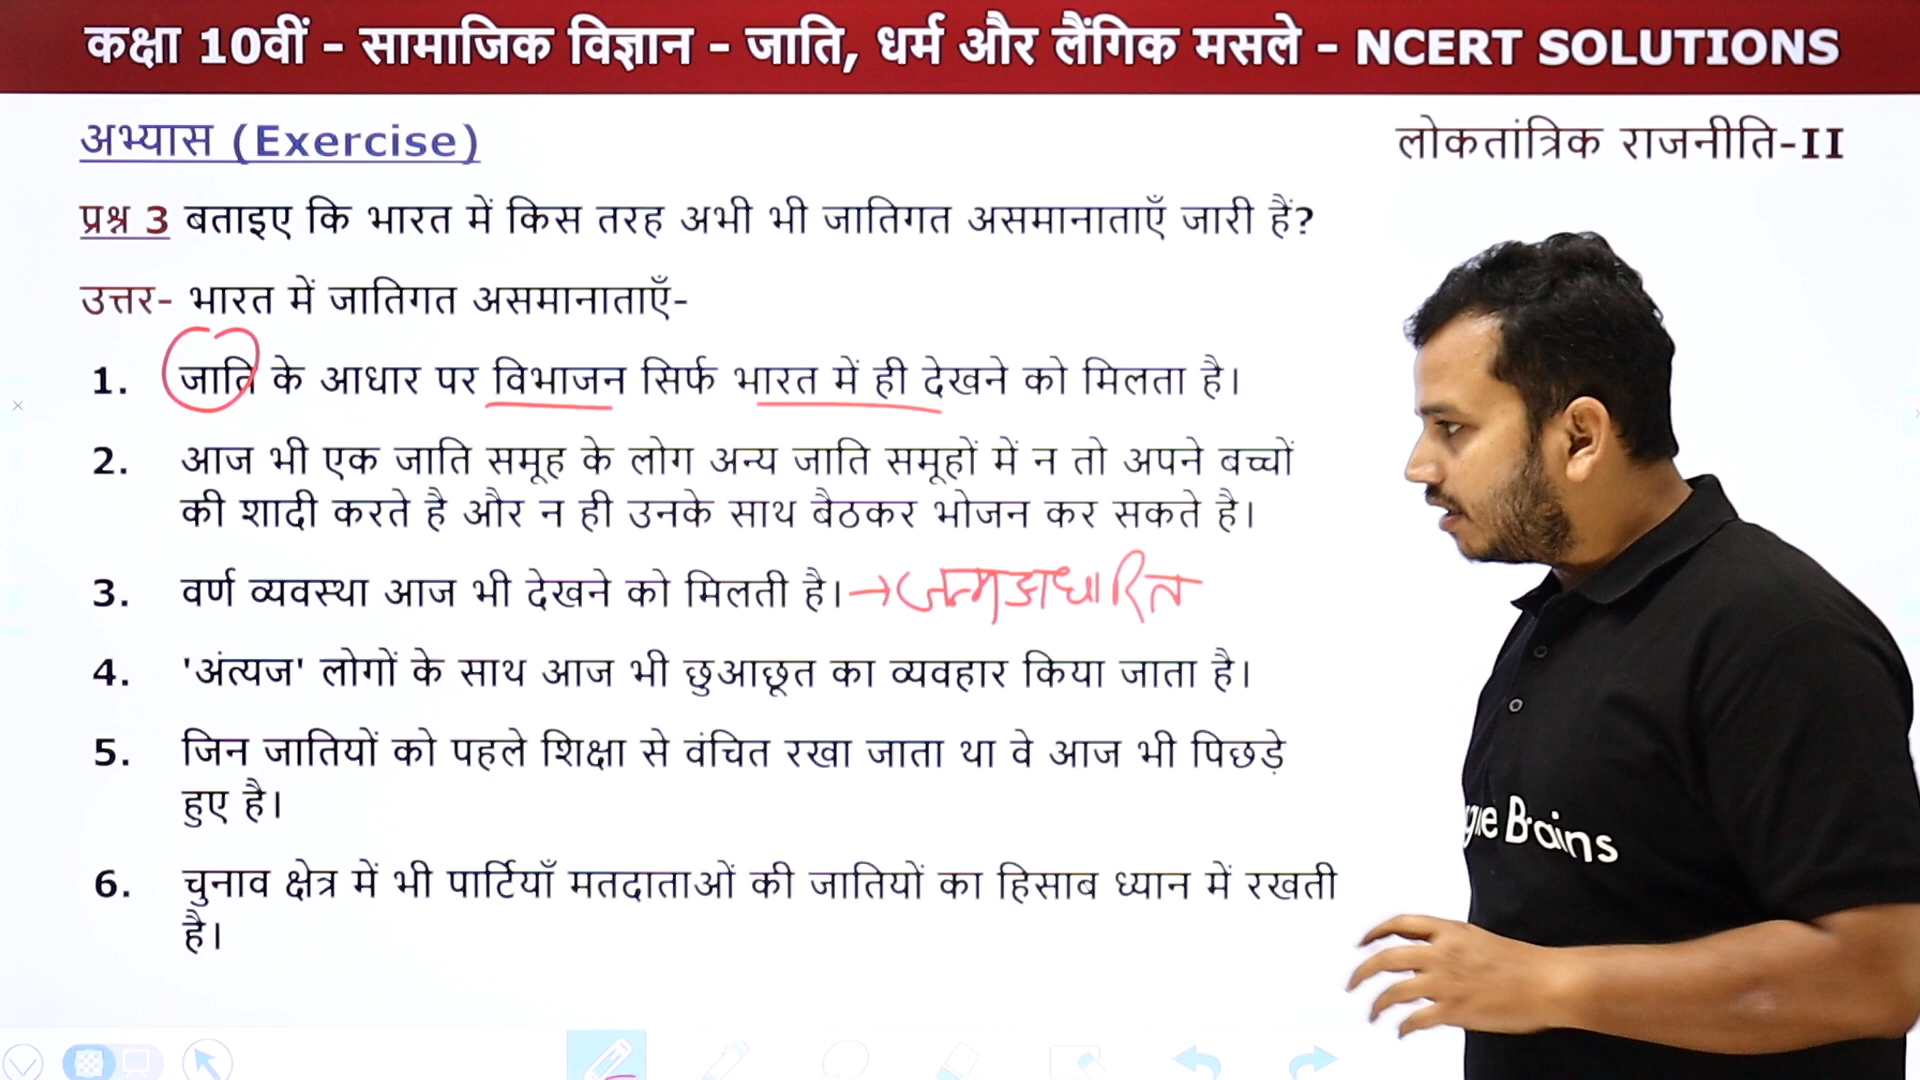 कक्षा 10वीं - सामाजिक विज्ञान - जाति, धर्म और लैंगिक मसले - NCERT SOLUTIONS
अभ्यास (Exercise)
लोकतांत्रिक राजनीति-II
प्रश्न 3 बताइए कि भारत में किस तरह अभी भी जातिगत असमानाताएँ जारी हैं?
उत्तर- भारत में जातिगत असमानाताएँ-
1. जाति के आधार पर विभाजन सिर्फ भारत में ही देखने को मिलता है।
2. आज भी एक जाति समूह के लोग अन्य जाति समूहों में न तो अपने बच्चों
की शादी करते है और न ही उनके साथ बैठकर भोजन कर सकते है।
3. वर्ण व्यवस्था आज भी देखने को मिलती है। → जन्म आधारित
4. 'अंत्यज' लोगों के साथ आज भी छुआछूत का व्यवहार किया जाता है।
5. जिन जातियों को पहले शिक्षा से वंचित रखा जाता था वे आज भी पिछड़े
हुए है।
6. चुनाव क्षेत्र में भी पार्टियाँ मतदाताओं की जातियों का हिसाब ध्यान में रखती
है।
Brains